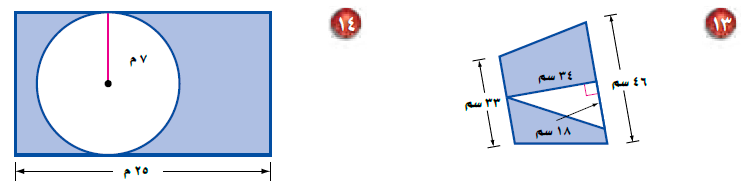 ١٣
٤٦ سم
٣٤ سم
٣٣ سم
١٨ سم
١٤
٧ م
٢٥ م